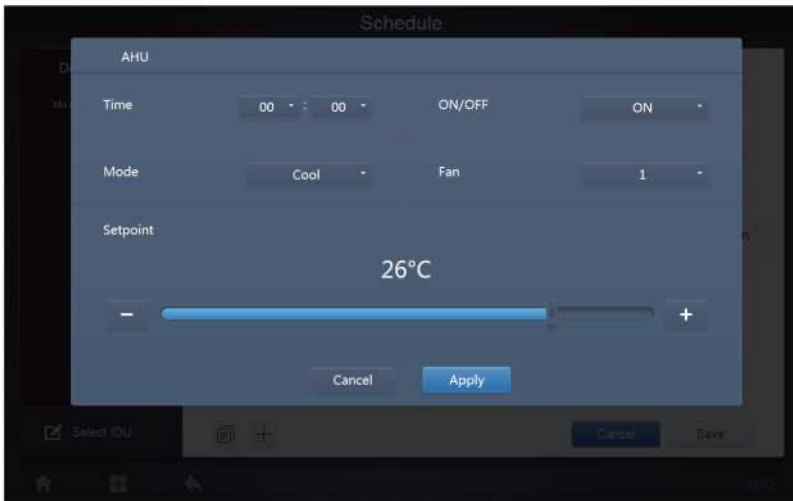 Schedule
AHU
Time 00 : 00 ON/OFF ON
Mode Cool Fan 1
Setpoint
26°C
− +
Cancel Apply
Select IDU Cancel Save